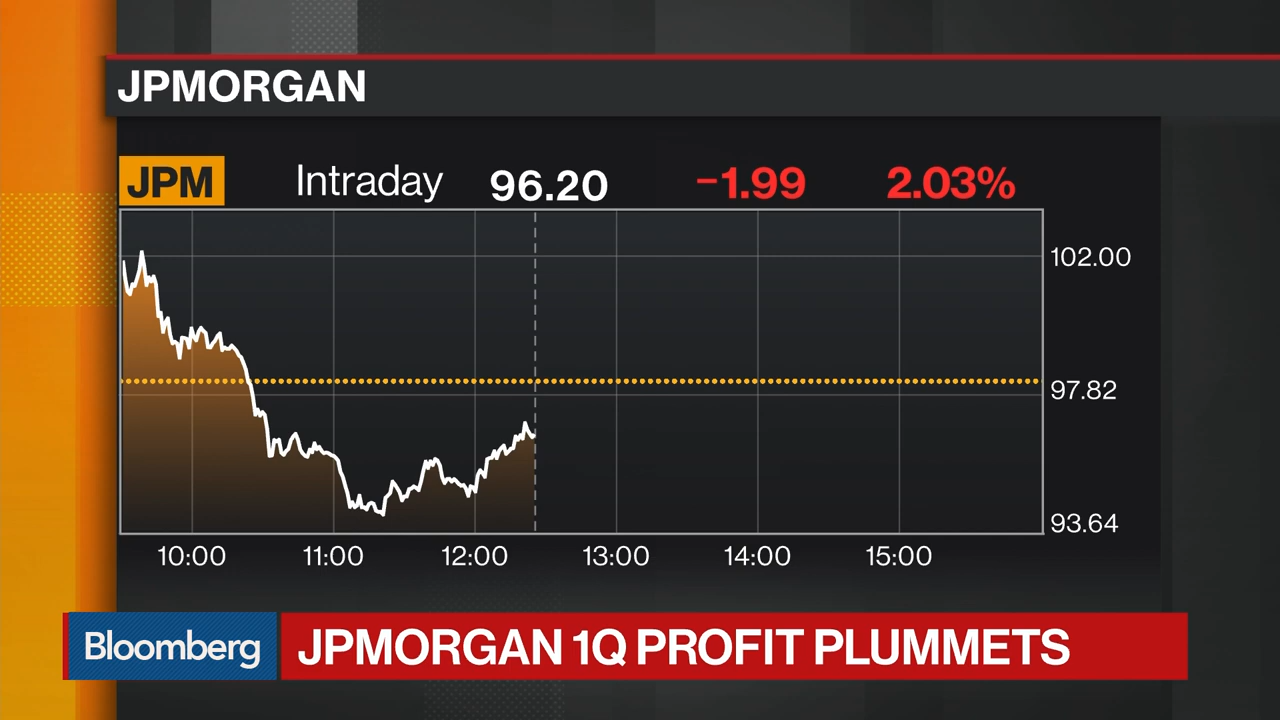 JPMORGAN
JPM Intraday 96.20 −1.99 2.03%
102.00
97.82
93.64
10:00 11:00 12:00 13:00 14:00 15:00
Bloomberg JPMORGAN 1Q PROFIT PLUMMETS